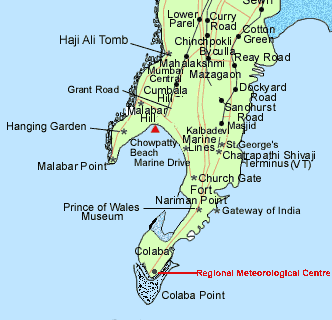 Sewri
Lower
Parel
Curry
Road
Cotton
Green
Haji Ali Tomb
Chinchpokli
Byculla
Mahalakshmi
Reay Road
Mumbai
Central
Mazagaon
Grant Road
Cumbala
Hill
Dockyard
Road
Malabar
Hill
Sandhurst
Road
Hanging Garden
Kalbadevi
Masjid
Chowpatty
Beach
Marine
Lines
St.George's
Chatrapathi Shivaji
Terminus (VT)
Malabar Point
Marine Drive
Church Gate
Fort
Nariman Point
Prince of Wales
Museum
Gateway of India
Colaba
Regional Meteorological Centre
Colaba Point